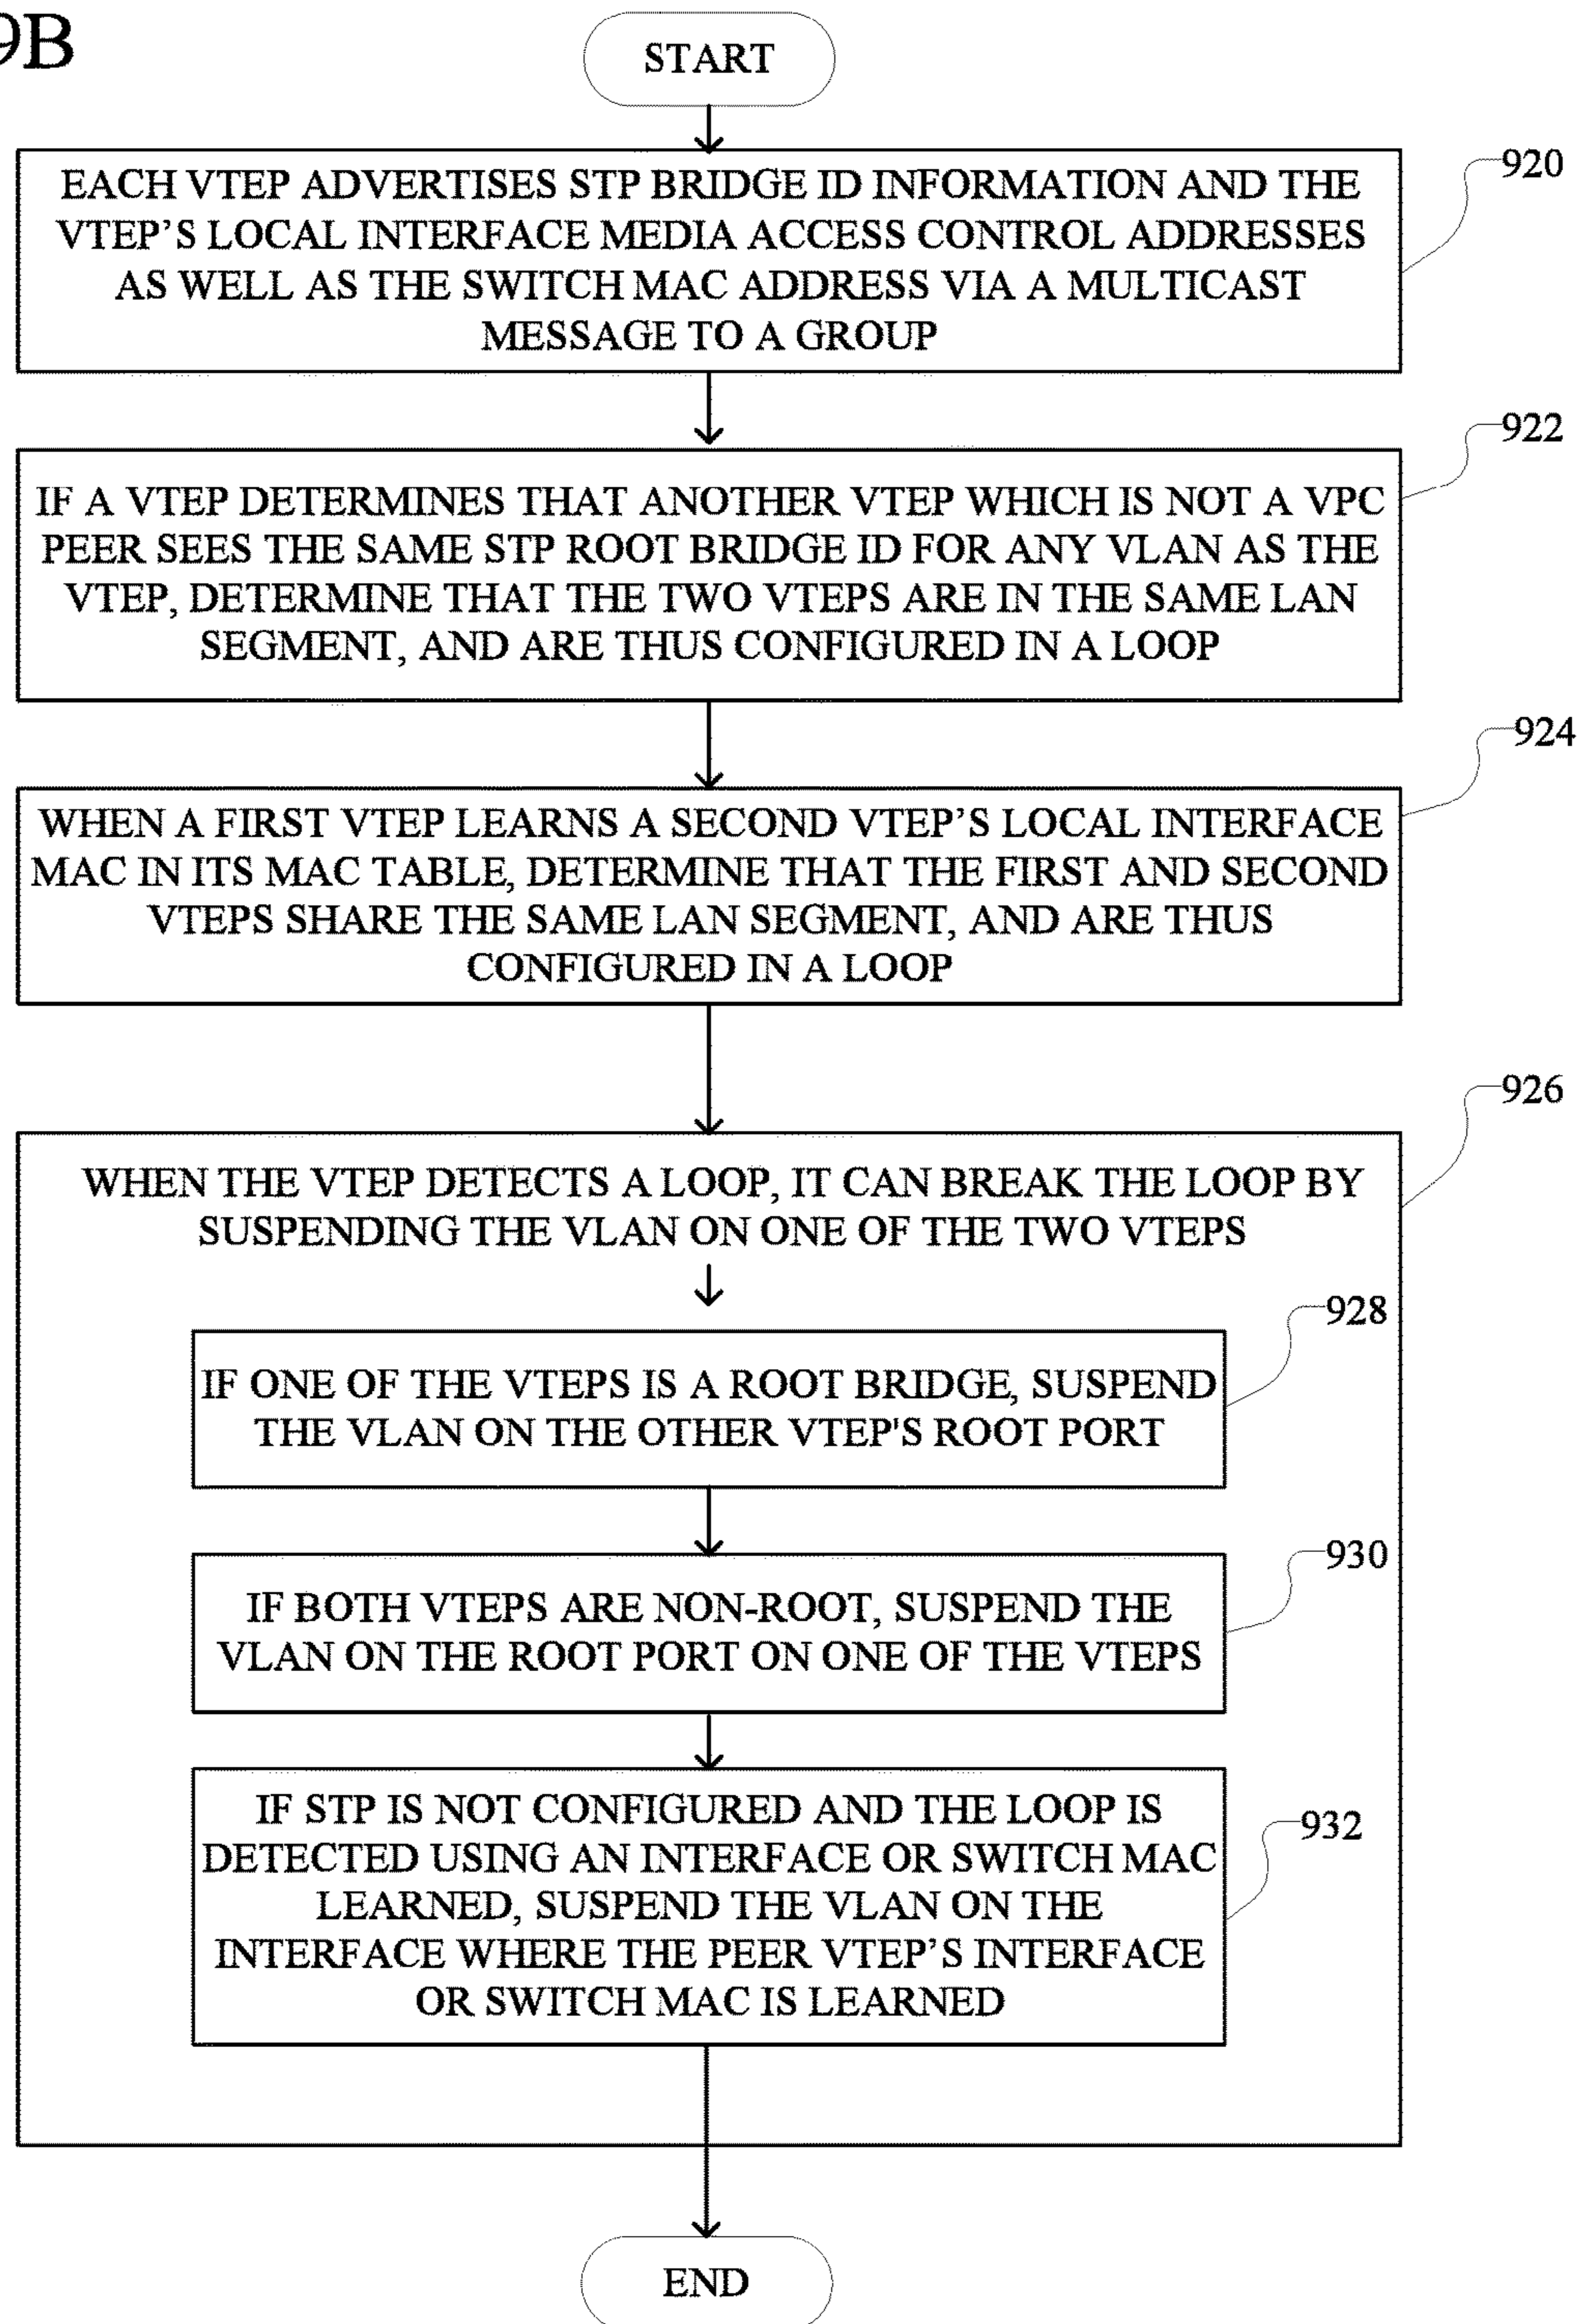 9B
START
EACH VTEP ADVERTISES STP BRIDGE ID INFORMATION AND THE
VTEP'S LOCAL INTERFACE MEDIA ACCESS CONTROL ADDRESSES
AS WELL AS THE SWITCH MAC ADDRESS VIA A MULTICAST
MESSAGE TO A GROUP
920
IF A VTEP DETERMINES THAT ANOTHER VTEP WHICH IS NOT A VPC
PEER SEES THE SAME STP ROOT BRIDGE ID FOR ANY VLAN AS THE
VTEP, DETERMINE THAT THE TWO VTEPS ARE IN THE SAME LAN
SEGMENT, AND ARE THUS CONFIGURED IN A LOOP
922
WHEN A FIRST VTEP LEARNS A SECOND VTEP'S LOCAL INTERFACE
MAC IN ITS MAC TABLE, DETERMINE THAT THE FIRST AND SECOND
VTEPS SHARE THE SAME LAN SEGMENT, AND ARE THUS
CONFIGURED IN A LOOP
924
WHEN THE VTEP DETECTS A LOOP, IT CAN BREAK THE LOOP BY
SUSPENDING THE VLAN ON ONE OF THE TWO VTEPS
926
IF ONE OF THE VTEPS IS A ROOT BRIDGE, SUSPEND
THE VLAN ON THE OTHER VTEP'S ROOT PORT
928
IF BOTH VTEPS ARE NON-ROOT, SUSPEND THE
VLAN ON THE ROOT PORT ON ONE OF THE VTEPS
930
IF STP IS NOT CONFIGURED AND THE LOOP IS
DETECTED USING AN INTERFACE OR SWITCH MAC
LEARNED, SUSPEND THE VLAN ON THE
INTERFACE WHERE THE PEER VTEP'S INTERFACE
OR SWITCH MAC IS LEARNED
932
END